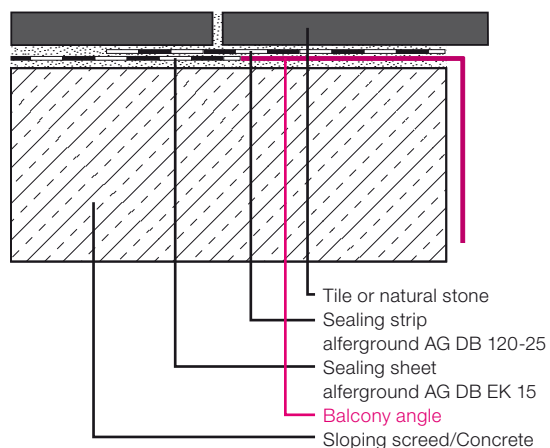 Tile or natural stone
Sealing strip
alferground AG DB 120-25
Sealing sheet
alferground AG DB EK 15
Balcony angle
Sloping screed/Concrete